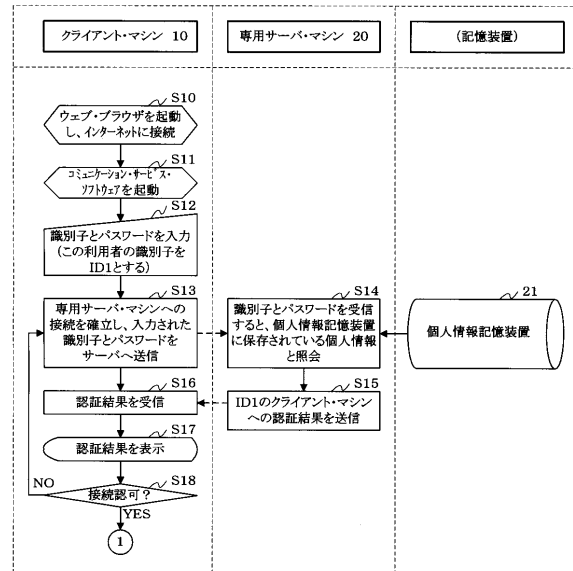 クライアント・マシン 10
専用サーバ・マシン 20
(記憶装置)
S10
ウェブ・ブラウザを起動
し、インターネットに接続
S11
コミュニケーション・サービス・
ソフトウェアを起動
S12
識別子とパスワードを入力
(この利用者の識別子を
ID1とする)
S13
専用サーバ・マシンへの
接続を確立し、入力された
識別子とパスワードを
サーバへ送信
S14
識別子とパスワードを受信
すると、個人情報記憶装置
に保存されている個人情報
と照会
21
個人情報記憶装置
S15
ID1のクライアント・マシン
への認証結果を送信
S16
認証結果を受信
S17
認証結果を表示
S18
接続認可?
NO
YES
1